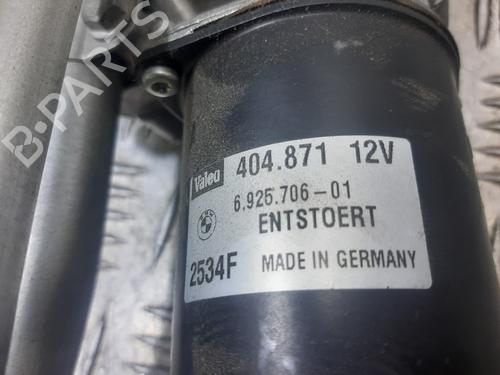 B-PARTS
Valeo 404.871 12V
6.925.706-01
ENTSTOERT
2534F MADE IN GERMANY